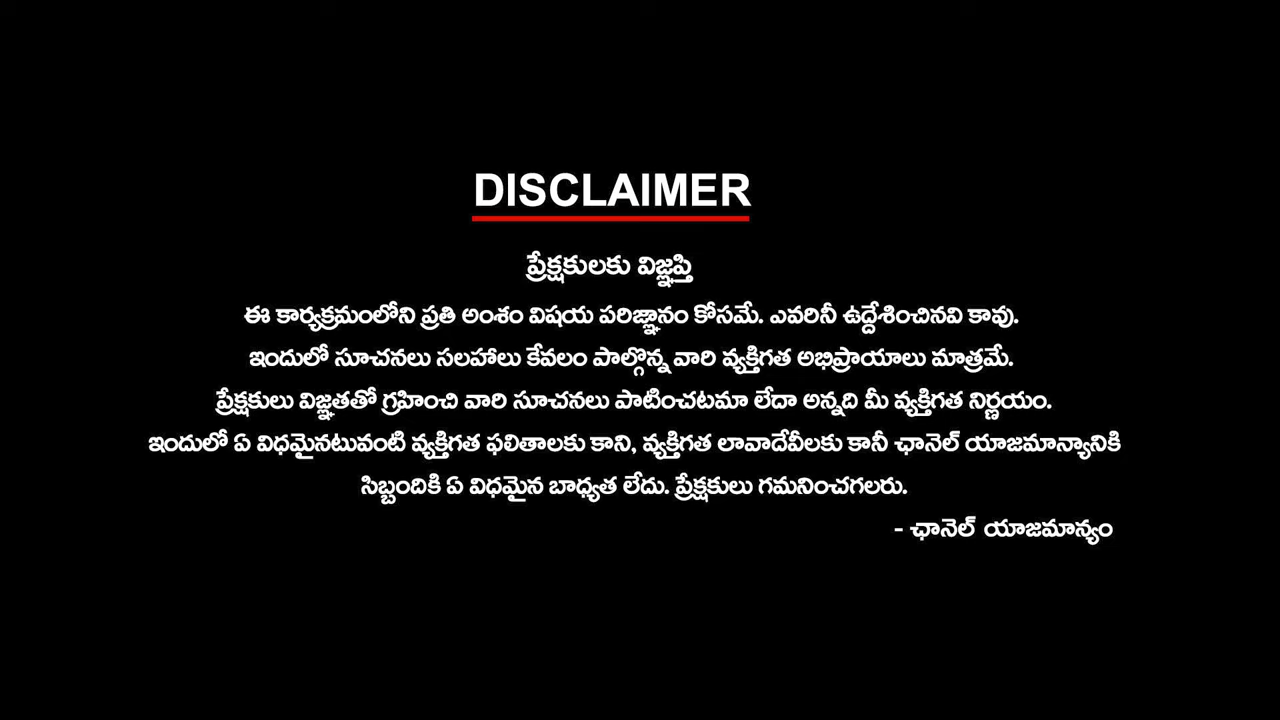 DISCLAIMER
ప్రేక్షకులకు విజ్ఞప్తి
ఈ కార్యక్రమంలోని ప్రతి అంశం విషయ పరిజ్ఞానం కోసమే. ఎవరినీ ఉద్దేశించినవి కావు.
ఇందులో సూచనలు సలహాలు కేవలం పాల్గొన్న వారి వ్యక్తిగత అభిప్రాయాలు మాత్రమే.
ప్రేక్షకులు విజ్ఞతతో గ్రహించి వారి సూచనలు పాటించటమా లేదా అన్నది మీ వ్యక్తిగత నిర్ణయం.
ఇందులో ఏ విధమైనటువంటి వ్యక్తిగత ఫలితాలకు కాని, వ్యక్తిగత లావాదేవీలకు కానీ ఛానెల్ యాజమాన్యానికి
సిబ్బందికి ఏ విధమైన బాధ్యత లేదు. ప్రేక్షకులు గమనించగలరు.
- ఛానెల్ యాజమాన్యం